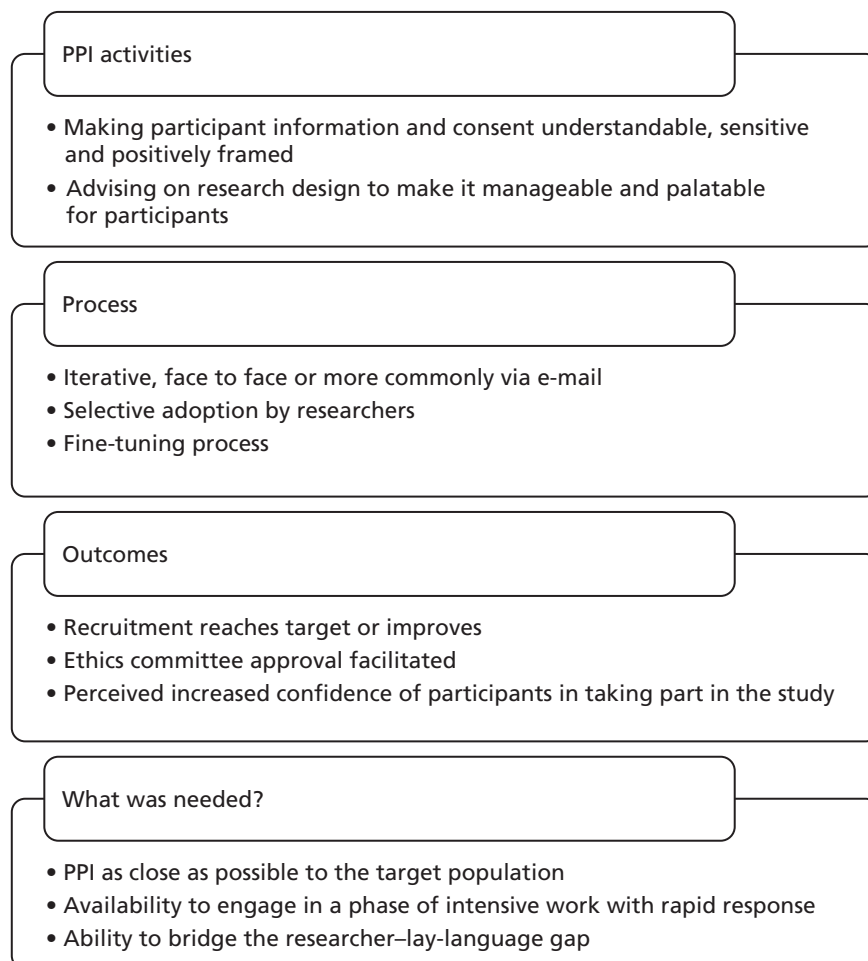 PPI activities
• Making participant information and consent understandable, sensitive
and positively framed
• Advising on research design to make it manageable and palatable
for participants
Process
• Iterative, face to face or more commonly via e-mail
• Selective adoption by researchers
• Fine-tuning process
Outcomes
• Recruitment reaches target or improves
• Ethics committee approval facilitated
• Perceived increased confidence of participants in taking part in the study
What was needed?
• PPI as close as possible to the target population
• Availability to engage in a phase of intensive work with rapid response
• Ability to bridge the researcher–lay-language gap